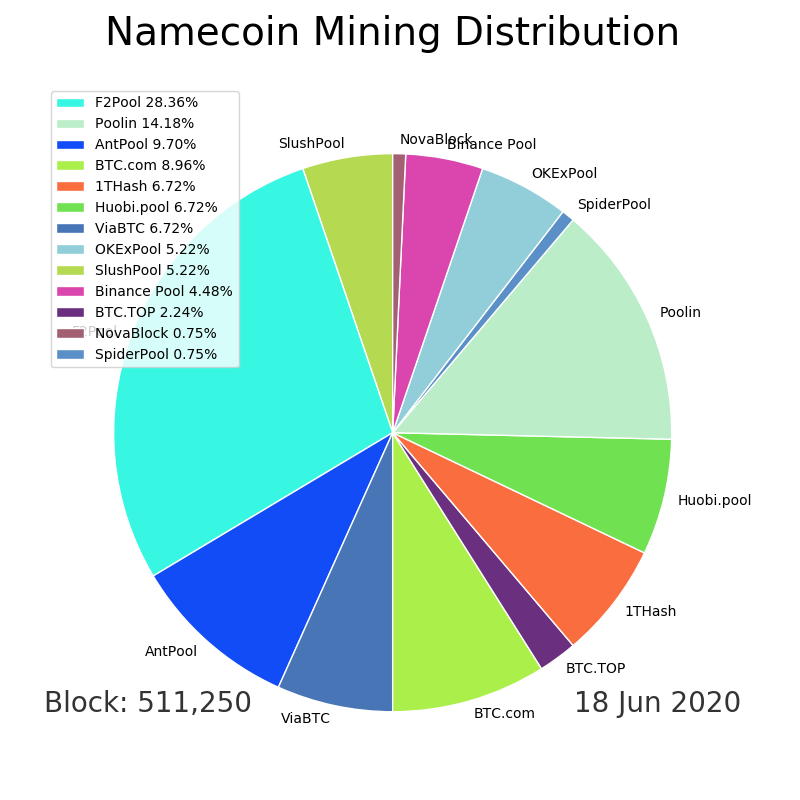 Namecoin Mining Distribution
F2Pool 28.36%
Poolin 14.18%
AntPool 9.70%
BTC.com 8.96%
1THash 6.72%
Huobi.pool 6.72%
ViaBTC 6.72%
OKExPool 5.22%
SlushPool 5.22%
Binance Pool 4.48%
BTC.TOP 2.24%
NovaBlock 0.75%
SpiderPool 0.75%
SlushPool
NovaBlock
Binance Pool
OKExPool
SpiderPool
Poolin
F2Pool
Huobi.pool
1THash
AntPool
BTC.TOP
Block: 511,250
18 Jun 2020
ViaBTC
BTC.com